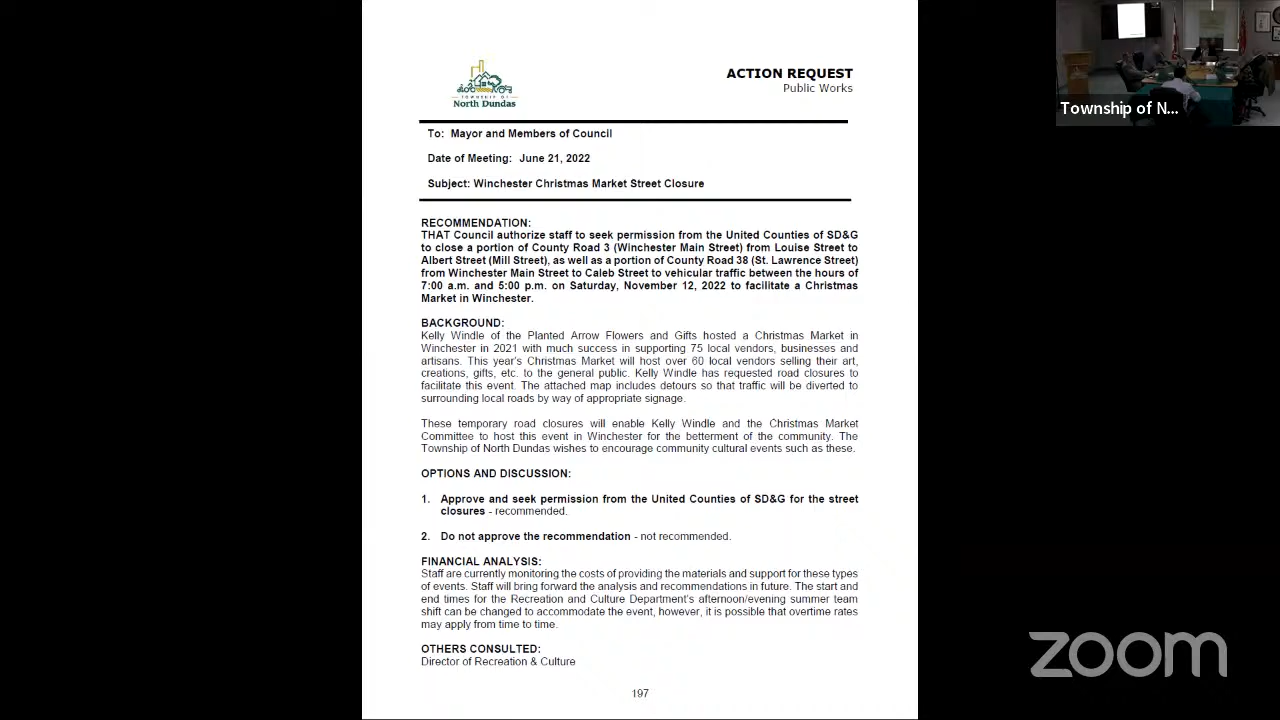 ACTION REQUEST
Public Works
TOWNSHIP OF
North Dundas
To: Mayor and Members of Council
Date of Meeting: June 21, 2022
Subject: Winchester Christmas Market Street Closure
RECOMMENDATION:
THAT Council authorize staff to seek permission from the United Counties of SD&G
to close a portion of County Road 3 (Winchester Main Street) from Louise Street to
Albert Street (Mill Street), as well as a portion of County Road 38 (St. Lawrence Street)
from Winchester Main Street to Caleb Street to vehicular traffic between the hours of
7:00 a.m. and 5:00 p.m. on Saturday, November 12, 2022 to facilitate a Christmas
Market in Winchester.
BACKGROUND:
Kelly Windle of the Planted Arrow Flowers and Gifts hosted a Christmas Market in
Winchester in 2021 with much success in supporting 75 local vendors, businesses and
artisans. This year's Christmas Market will host over 60 local vendors selling their art,
creations, gifts, etc. to the general public. Kelly Windle has requested road closures to
facilitate this event. The attached map includes detours so that traffic will be diverted to
surrounding local roads by way of appropriate signage.
These temporary road closures will enable Kelly Windle and the Christmas Market
Committee to host this event in Winchester for the betterment of the community. The
Township of North Dundas wishes to encourage community cultural events such as these.
OPTIONS AND DISCUSSION:
1. Approve and seek permission from the United Counties of SD&G for the street
closures - recommended.
2. Do not approve the recommendation - not recommended.
FINANCIAL ANALYSIS:
Staff are currently monitoring the costs of providing the materials and support for these types
of events. Staff will bring forward the analysis and recommendations in future. The start and
end times for the Recreation and Culture Department's afternoon/evening summer team
shift can be changed to accommodate the event, however, it is possible that overtime rates
may apply from time to time.
OTHERS CONSULTED:
Director of Recreation & Culture
197
Township of N...
zoom